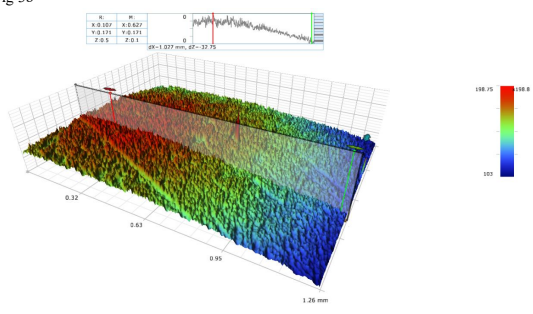 R: M: 0
X:0.107 X:0.627
Y:0.171 Y:0.171
Z:0.5 Z:0.1 0
dX=1.027 mm, dZ=-32.75
198.75 198.8
103
0.32
0.63
0.95
1.26 mm